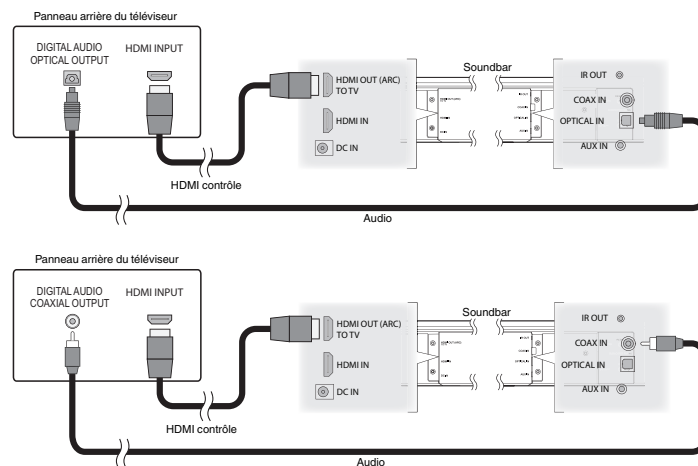 Panneau arrière du téléviseur
DIGITAL AUDIO
OPTICAL OUTPUT
HDMI INPUT
HDMI OUT (ARC)
TO TV
HDMI IN
DC IN
Soundbar
IR OUT
COAX IN
OPTICAL IN
AUX IN
HDMI contrôle
Audio
Panneau arrière du téléviseur
DIGITAL AUDIO
COAXIAL OUTPUT
HDMI INPUT
HDMI OUT (ARC)
TO TV
HDMI IN
DC IN
Soundbar
IR OUT
COAX IN
OPTICAL IN
AUX IN
HDMI contrôle
Audio